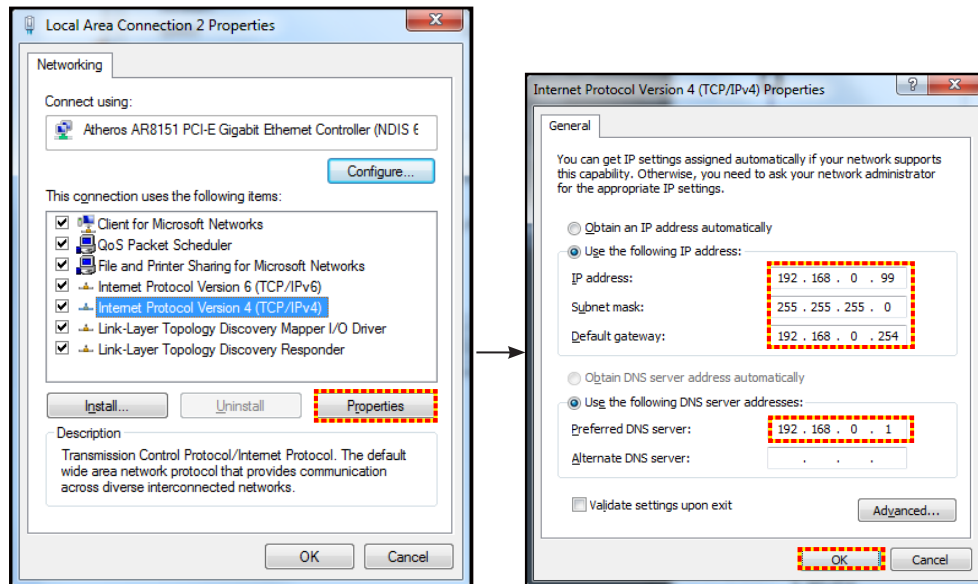 Local Area Connection 2 Properties
Networking
Connect using:
Atheros AR8151 PCI-E Gigabit Ethernet Controller (NDIS 6
Configure...
This connection uses the following items:
Client for Microsoft Networks
QoS Packet Scheduler
File and Printer Sharing for Microsoft Networks
Internet Protocol Version 6 (TCP/IPv6)
Internet Protocol Version 4 (TCP/IPv4)
Link-Layer Topology Discovery Mapper I/O Driver
Link-Layer Topology Discovery Responder
Install...
Uninstall
Properties
Description
Transmission Control Protocol/Internet Protocol. The default
wide area network protocol that provides communication
across diverse interconnected networks.
OK
Cancel
Internet Protocol Version 4 (TCP/IPv4) Properties
General
You can get IP settings assigned automatically if your network supports
this capability. Otherwise, you need to ask your network administrator
for the appropriate IP settings.
Obtain an IP address automatically
Use the following IP address:
IP address: 192 . 168 . 0 . 99
Subnet mask: 255 . 255 . 255 . 0
Default gateway: 192 . 168 . 0 . 254
Obtain DNS server address automatically
Use the following DNS server addresses:
Preferred DNS server: 192 . 168 . 0 . 1
Alternate DNS server: . . .
Validate settings upon exit
Advanced...
OK
Cancel